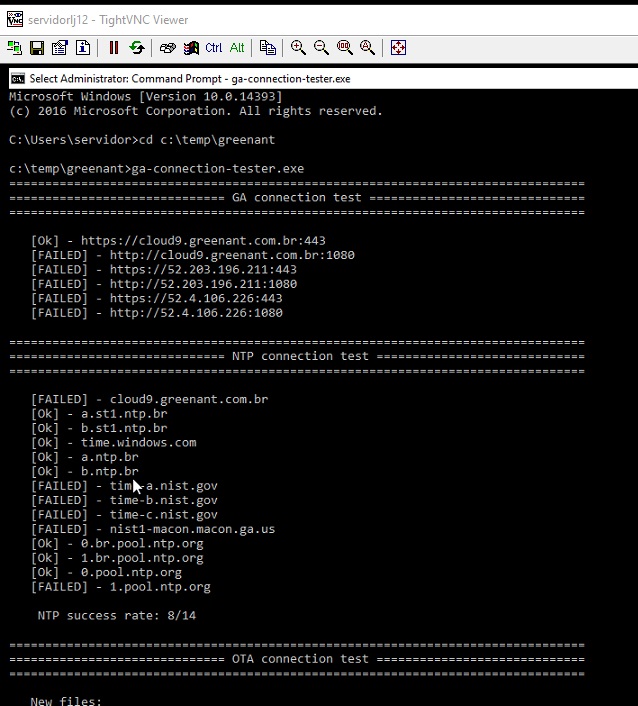 servidorlj12 - TightVNC Viewer
Ctrl Alt
Select Administrator: Command Prompt - ga-connection-tester.exe
Microsoft Windows [Version 10.0.14393]
(c) 2016 Microsoft Corporation. All rights reserved.
C:\Users\servidor>cd c:\temp\greenant
c:\temp\greenant>ga-connection-tester.exe
================================================================================
============================== GA connection test ==============================
================================================================================
[Ok] - https://cloud9.greenant.com.br:443
[FAILED] - http://cloud9.greenant.com.br:1080
[FAILED] - https://52.203.196.211:443
[FAILED] - http://52.203.196.211:1080
[FAILED] - https://52.4.106.226:443
[FAILED] - http://52.4.106.226:1080
================================================================================
============================== NTP connection test =============================
================================================================================
[FAILED] - cloud9.greenant.com.br
[Ok] - a.st1.ntp.br
[Ok] - b.st1.ntp.br
[Ok] - time.windows.com
[Ok] - a.ntp.br
[Ok] - b.ntp.br
[FAILED] - time-a.nist.gov
[FAILED] - time-b.nist.gov
[FAILED] - time-c.nist.gov
[FAILED] - nist1-macon.macon.ga.us
[Ok] - 0.br.pool.ntp.org
[Ok] - 1.br.pool.ntp.org
[Ok] - 0.pool.ntp.org
[FAILED] - 1.pool.ntp.org
NTP success rate: 8/14
================================================================================
============================== OTA connection test =============================
================================================================================
New files: